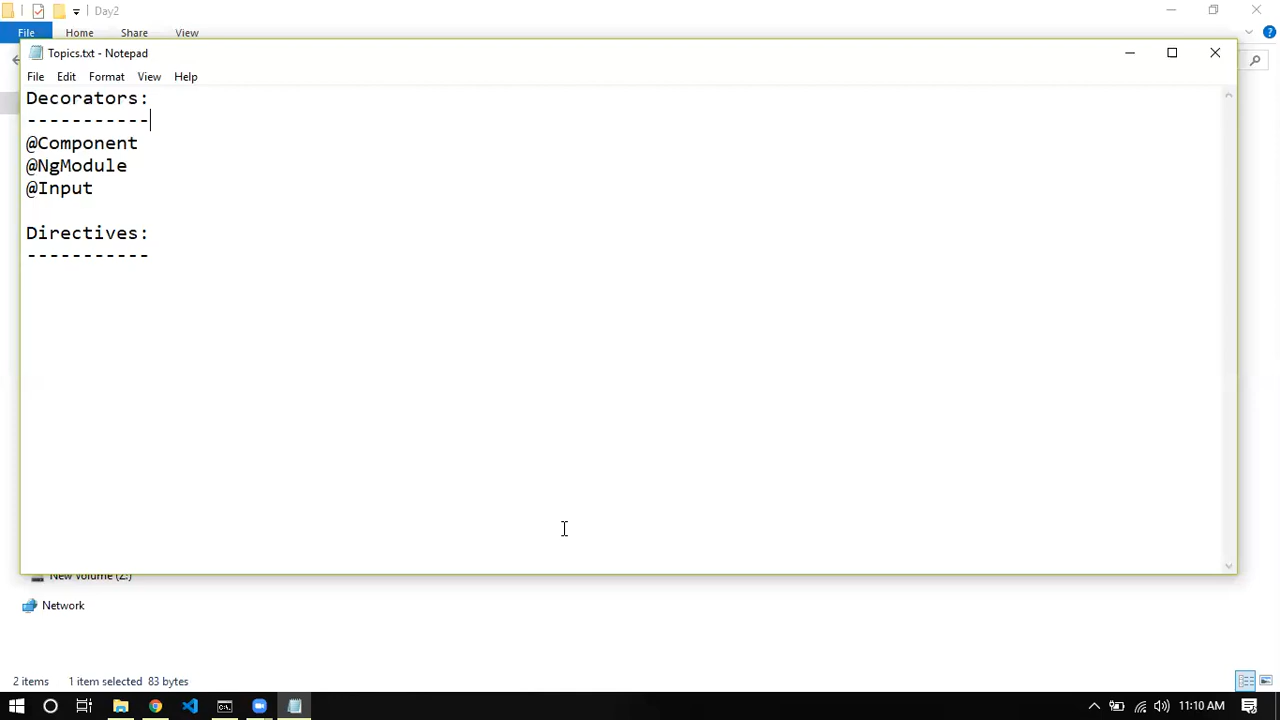 Day2
File Home Share View
Topics.txt - Notepad
File Edit Format View Help
Decorators:
-----------
@Component
@NgModule
@Input
Directives:
-----------
New Volume (Z:)
Network
2 items 1 item selected 83 bytes
11:10 AM